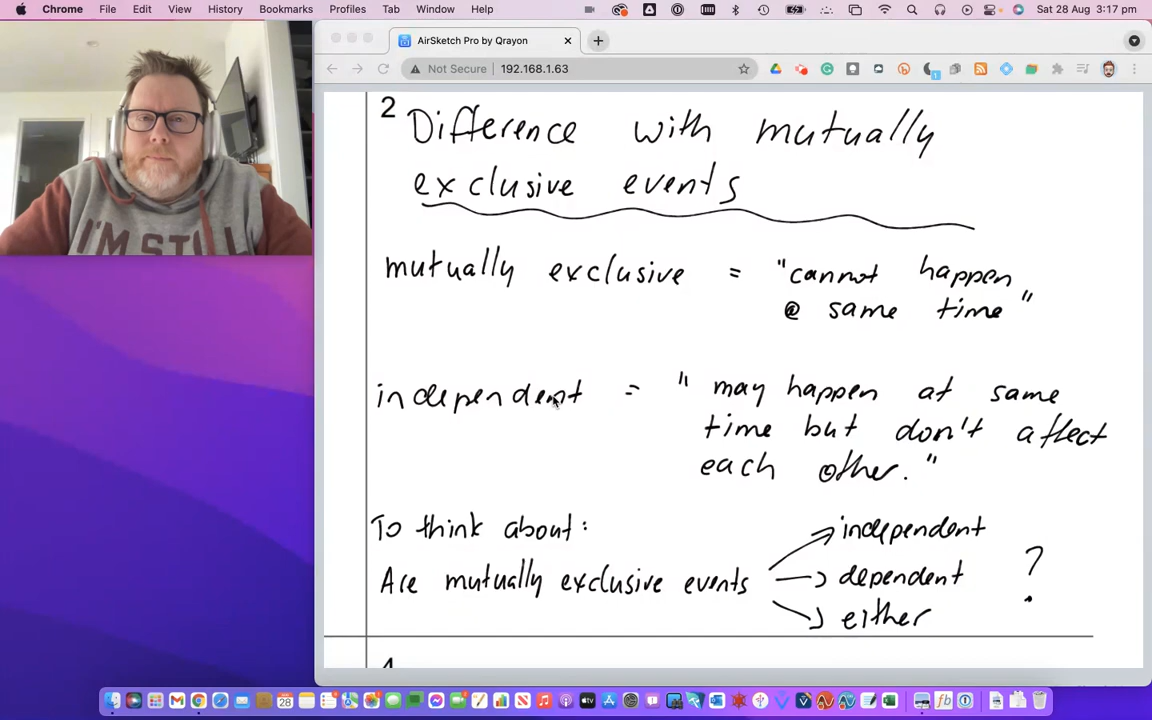 Chrome File Edit View History Bookmarks Profiles Tab Window Help Sat 28 Aug 3:17 pm
AirSketch Pro by Qrayon
Not Secure 192.168.1.63
I'M STILL
2 Difference with mutually
exclusive events
mutually exclusive = "cannot happen
@ same time"
independent = "may happen at same
time but don't affect
each other."
To think about:
independent
Are mutually exclusive events dependent ?
either